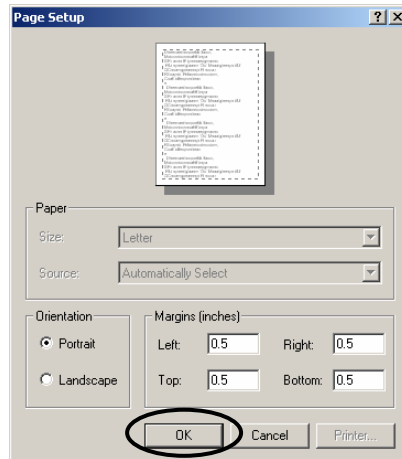 Page Setup
Paper
Size: Letter
Source: Automatically Select
Orientation
Portrait
Landscape
Margins (inches)
Left: 0.5 Right: 0.5
Top: 0.5 Bottom: 0.5
OK Cancel Printer...